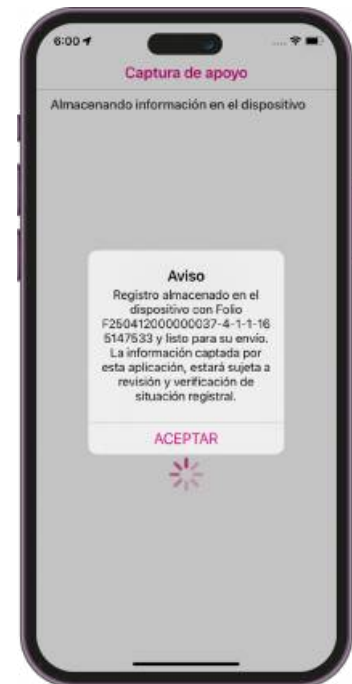 6:00
Captura de apoyo
Almacenando información en el dispositivo
Aviso
Registro almacenado en el
dispositivo con Folio
F250412000000037-4-1-1-16
5147533 y listo para su envío.
La información captada por
esta aplicación, estará sujeta a
revisión y verificación de
situación registral.
ACEPTAR